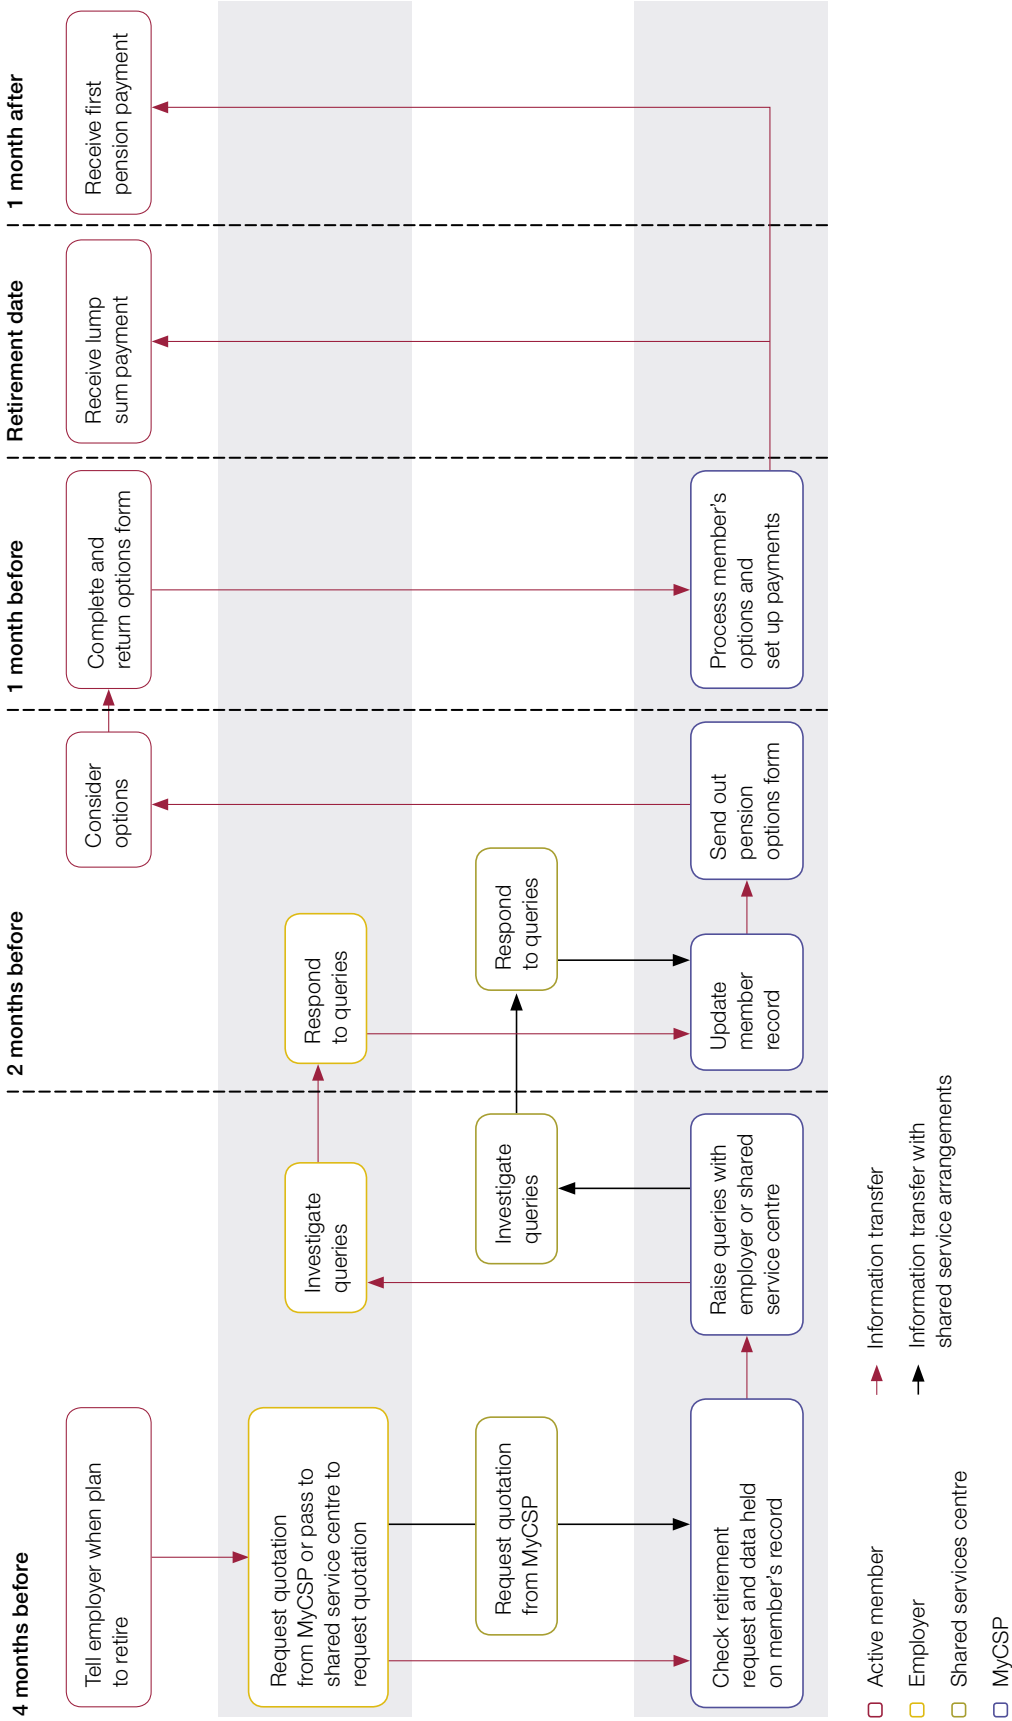 4 months before
2 months before
1 month before
Retirement date
1 month after
Tell employer when plan
to retire
Consider
options
Complete and
return options form
Receive lump
sum payment
Receive first
pension payment
Request quotation
from MyCSP or pass to
shared service centre to
request quotation
Investigate
queries
Respond
to queries
Request quotation
from MyCSP
Investigate
queries
Respond
to queries
Check retirement
request and data held
on member's record
Raise queries with
employer or shared
service centre
Update
member
record
Send out
pension
options form
Process member's
options and
set up payments
Active member
Employer
Shared services centre
MyCSP
Information transfer
Information transfer with
shared service arrangements